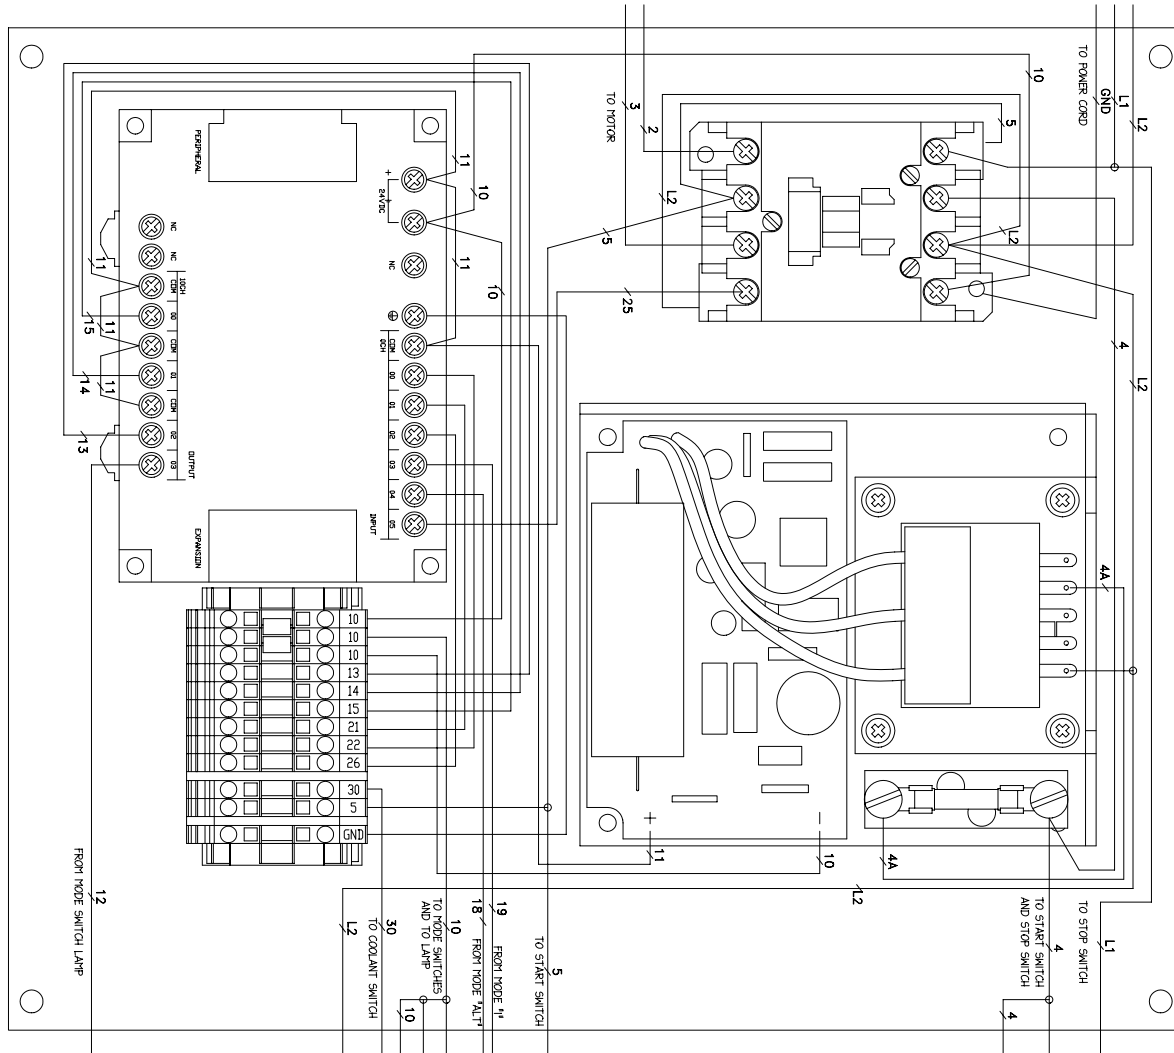 TO POWER CORD
GND
L1
L2
10
5
TO MOTOR
3
2
L2
L2
5
25
4
L2
PERIPHERAL
11
10
+
24VDC
+
-
NC
NC
NC
11
10
11
10CH
COM
00
COM
01
COM
02
03
OUTPUT
15
11
14
11
13
0CH
COM
00
01
02
03
04
05
INPUT
EXPANSION
10
10
10
13
14
15
21
22
26
30
5
GND
4A
+
-
11
10
4A
L2
FROM MODE SWITCH LAMP
12
L2
TO COOLANT SWITCH
30
TO MODE SWITCHES
AND TO LAMP
10
10
18
FROM MODE "ALT"
19
FROM MODE "1"
TO START SWITCH
5
TO START SWITCH
AND STOP SWITCH
4
4
TO STOP SWITCH
L1